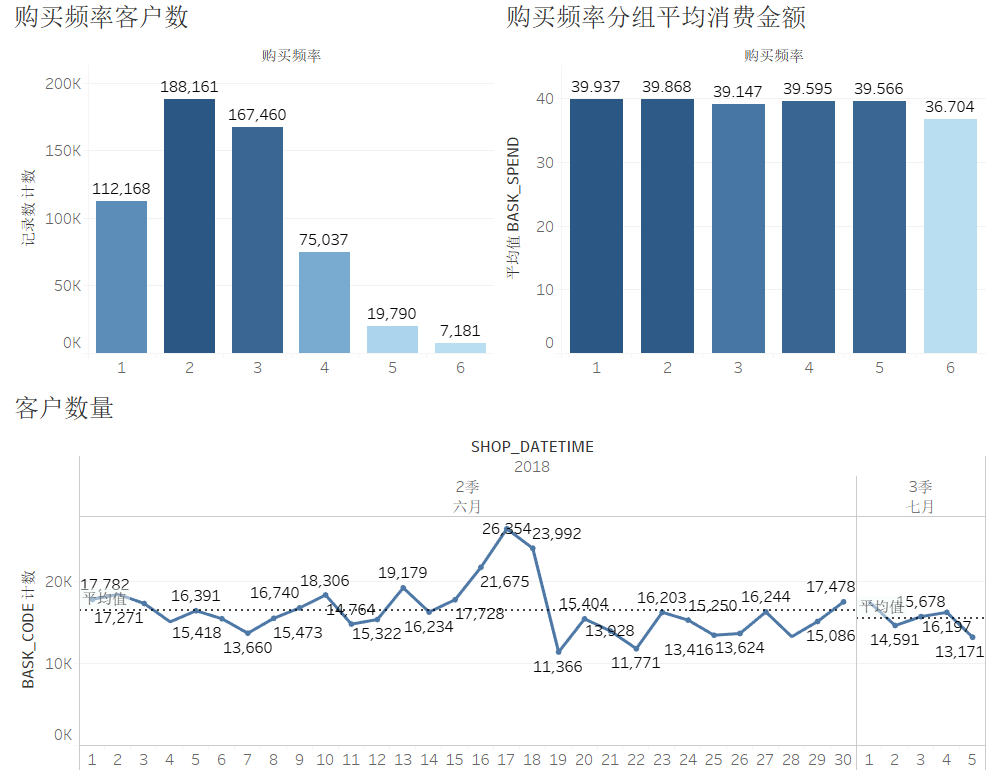 购买频率客户数
购买频率
记录数 计数
200K
150K
100K
50K
0K
112,168
188,161
167,460
75,037
19,790
7,181
1 2 3 4 5 6
购买频率分组平均消费金额
购买频率
平均值 BASK_SPEND
40
30
20
10
0
39.937 39.868 39.147 39.595 39.566 36.704
1 2 3 4 5 6
客户数量
SHOP_DATETIME
2018
2季 3季
六月 七月
BASK_CODE 计数
20K
10K
0K
平均值
17,782
17,271
16,391
15,418
13,660
16,740
15,473
18,306
14,764
15,322
19,179
16,234
17,728
21,675
26,254
23,992
11,366
15,404
13,928
11,771
16,203
13,416
15,250
13,624
16,244
15,086
17,478
平均值
14,591
15,678
16,197
13,171
1 2 3 4 5 6 7 8 9 10 11 12 13 14 15 16 17 18 19 20 21 22 23 24 25 26 27 28 29 30 1 2 3 4 5